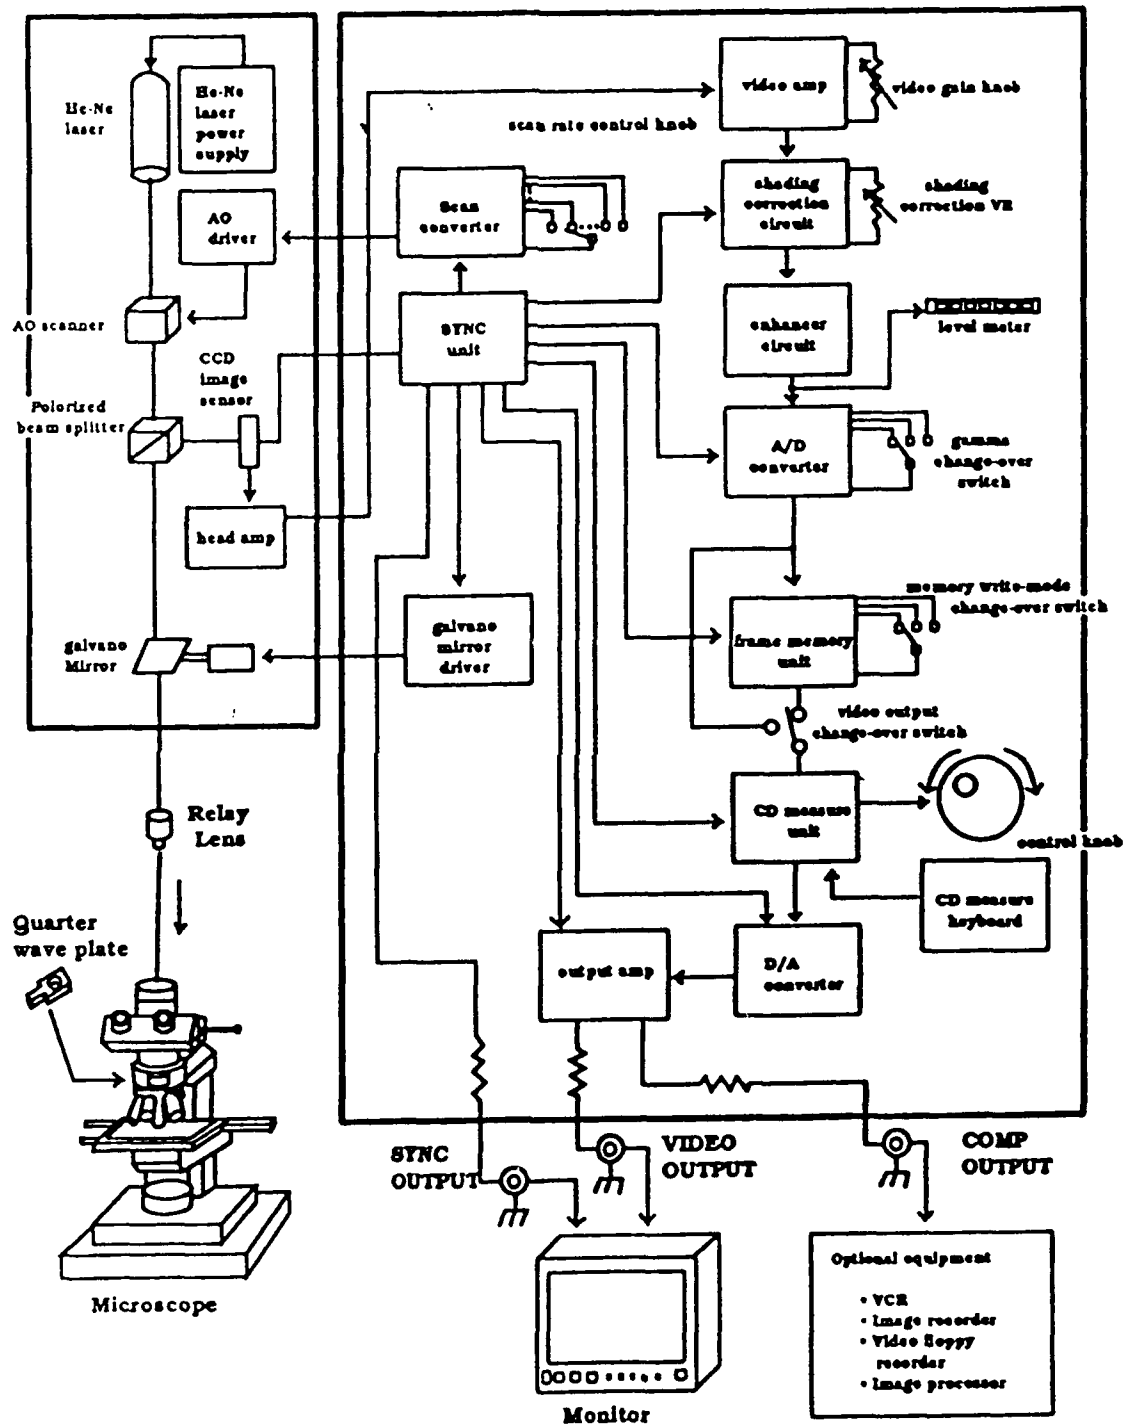 He-Ne
laser
He-Ne
laser
power
supply
AO
driver
AO scanner
CCD
image
sensor
Polorized
beam splitter
head amp
galvano
Mirror
Relay
Lens
Quarter
wave plate
Microscope
scan rate control knob
Scan
converter
SYNC
unit
galvano
mirror
driver
video amp
video gain knob
shading
correction
circuit
shading
correction VR
enhancer
circuit
level meter
A/D
converter
gamma
change-over
switch
memory write-mode
change-over switch
frame memory
unit
video output
change-over switch
CD measure
unit
control knob
CD measure
keyboard
output amp
D/A
converter
SYNC
OUTPUT
VIDEO
OUTPUT
COMP
OUTPUT
Monitor
Optional equipment
• VCR
• Image recorder
• Video floppy
recorder
• Image processor